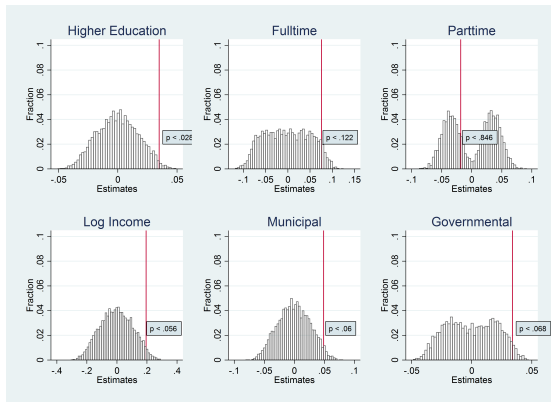 Higher Education
Fraction
0 .02 .04 .06 .08 .1
p < .028
-.05 0 .05
Estimates
Fulltime
Fraction
0 .02 .04 .06 .08 .1
p < .122
-.1 -.05 0 .05 .1 .15
Estimates
Parttime
Fraction
0 .02 .04 .06 .08 .1
p < .846
-.1 -.05 0 .05 .1
Estimates
Log Income
Fraction
0 .02 .04 .06 .08 .1
p < .056
-.4 -.2 0 .2 .4
Estimates
Municipal
Fraction
0 .02 .04 .06 .08 .1
p < .06
-.1 -.05 0 .05 .1
Estimates
Governmental
Fraction
0 .02 .04 .06 .08 .1
p < .068
-.05 0 .05
Estimates